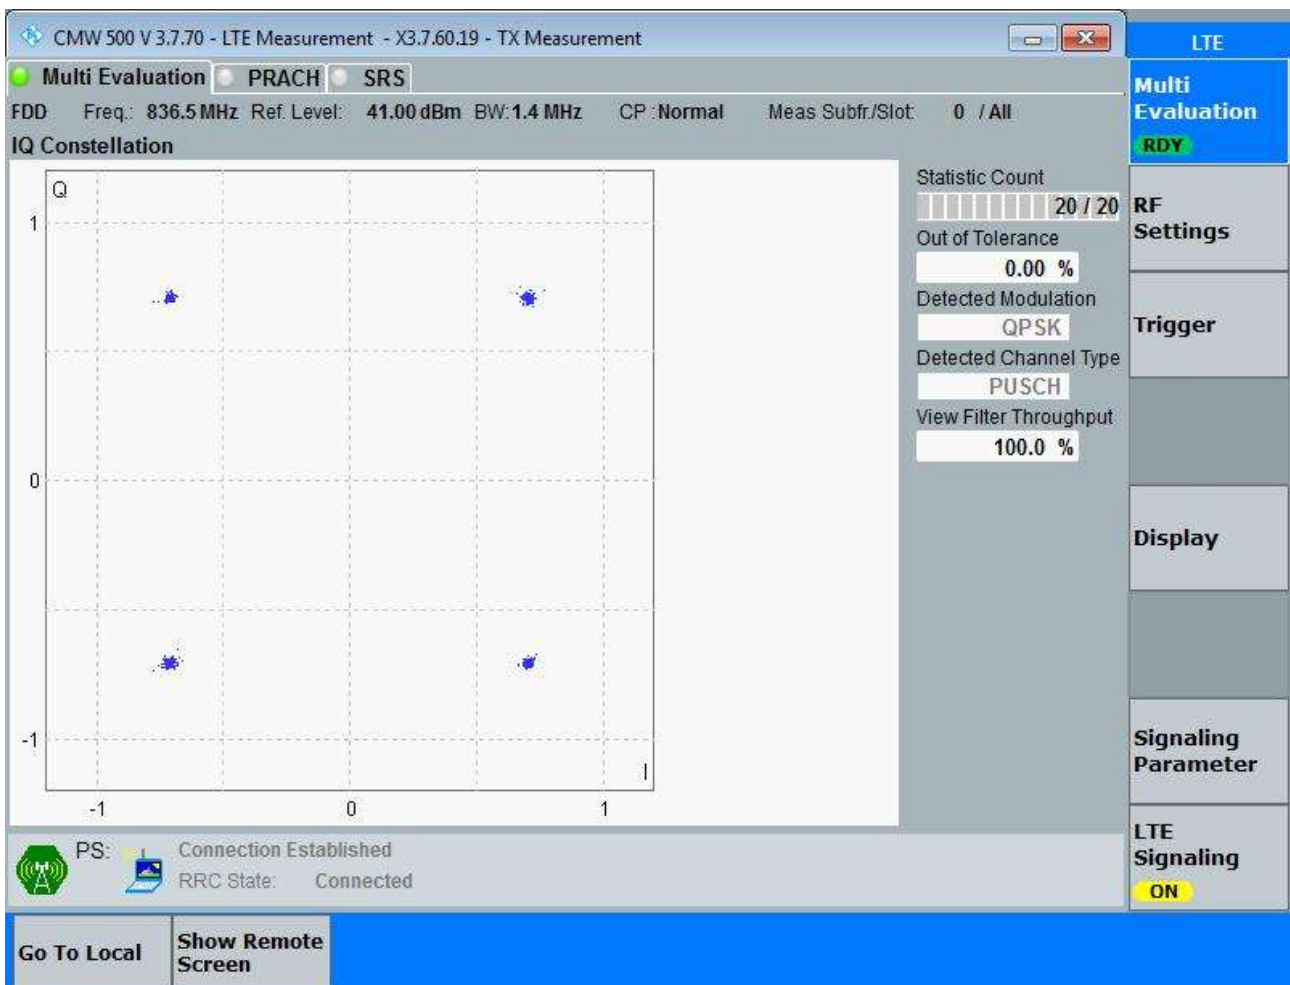 CMW 500 V 3.7.70 - LTE Measurement - X3.7.60.19 - TX Measurement
LTE
Multi Evaluation PRACH SRS
FDD Freq.: 836.5 MHz Ref. Level: 41.00 dBm BW: 1.4 MHz CP : Normal Meas Subfr./Slot: 0 / All
IQ Constellation
Q
1
0
-1
I
-1 0 1
Statistic Count
20 / 20
Out of Tolerance
0.00 %
Detected Modulation
QPSK
Detected Channel Type
PUSCH
View Filter Throughput
100.0 %
Multi
Evaluation
RDY
RF
Settings
Trigger
Display
Signaling
Parameter
LTE
Signaling
ON
PS: Connection Established
RRC State: Connected
Go To Local
Show Remote
Screen